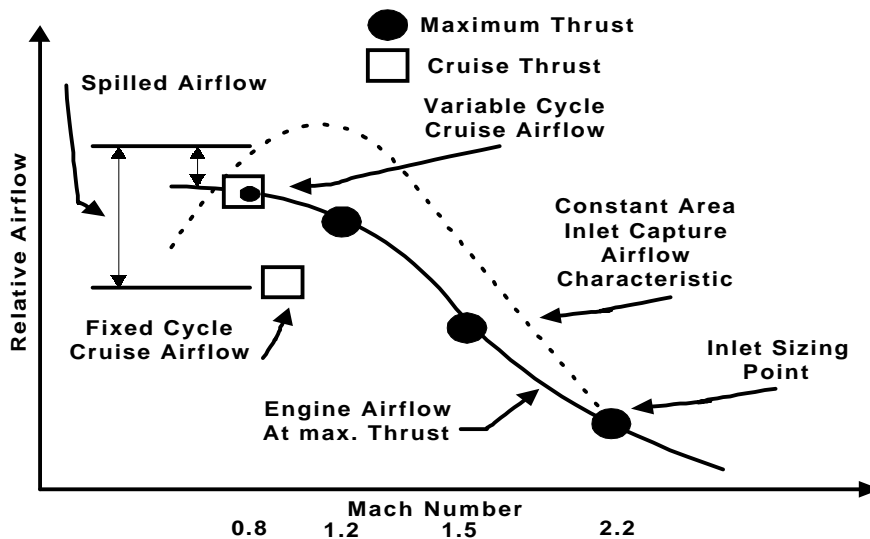 Maximum Thrust
Cruise Thrust
Spilled Airflow
Variable Cycle
Cruise Airflow
Constant Area
Inlet Capture
Airflow
Characteristic
Relative Airflow
Fixed Cycle
Cruise Airflow
Inlet Sizing
Point
Engine Airflow
At max. Thrust
Mach Number
0.8 1.2 1.5 2.2